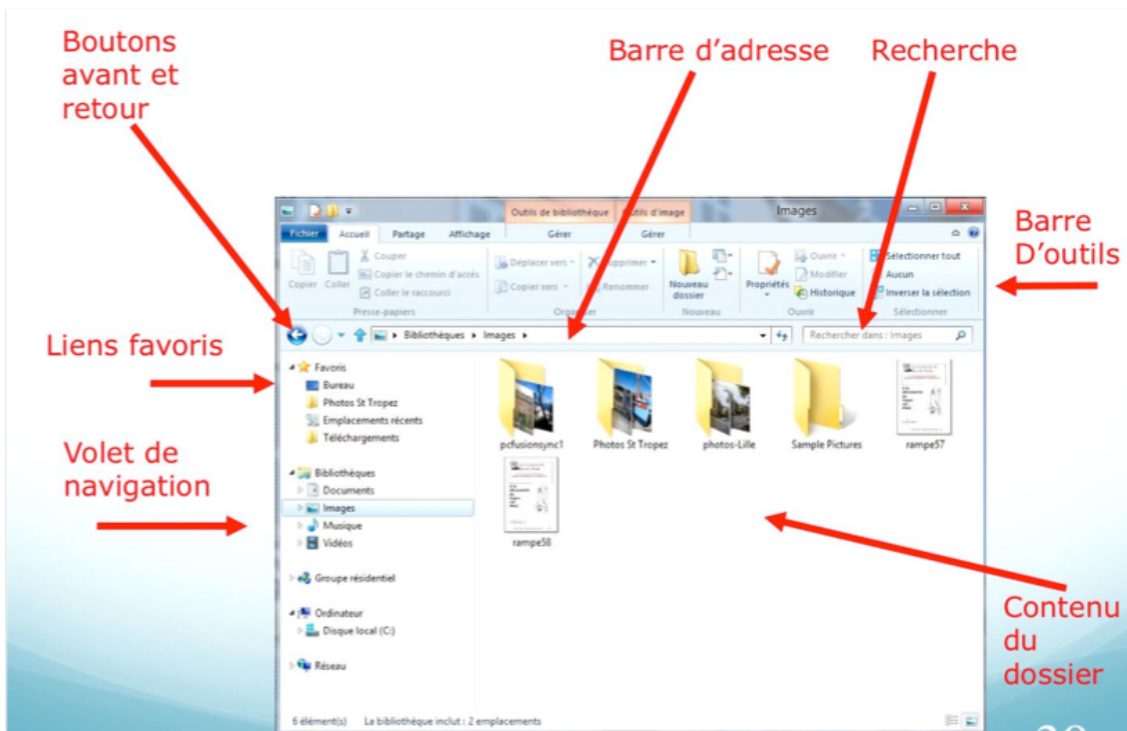 Boutons
avant et
retour
Barre d'adresse
Recherche
Outils de bibliothèque
Outils d'image
Images
Fichier
Accueil
Partage
Affichage
Gérer
Gérer
Barre
D'outils
Copier
Coller
Couper
Copier le chemin d'accès
Coller le raccourci
Déplacer vers
Copier vers
Supprimer
Renommer
Nouveau
dossier
Propriétés
Ouvrir
Modifier
Historique
Sélectionner tout
Aucun
Inverser la sélection
Presse-papiers
Organiser
Nouveau
Ouvrir
Sélectionner
Bibliothèques
Images
Rechercher dans : Images
Liens favoris
Favoris
Bureau
Photos St Tropez
Emplacements récents
Téléchargements
Volet de
navigation
Bibliothèques
Documents
Images
Musique
Vidéos
Groupe résidentiel
Ordinateur
Disque local (C:)
Réseau
pcfusionsync1
Photos St Tropez
photos-Lille
Sample Pictures
rampe57
rampe58
Contenu
du
dossier
6 élément(s)
La bibliothèque inclut : 2 emplacements